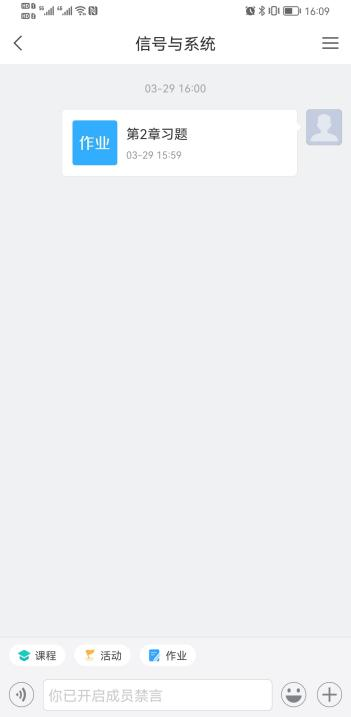 16:09
信号与系统
03-29 16:00
作业
第2章习题
03-29 15:59
课程
活动
作业
你已开启成员禁言